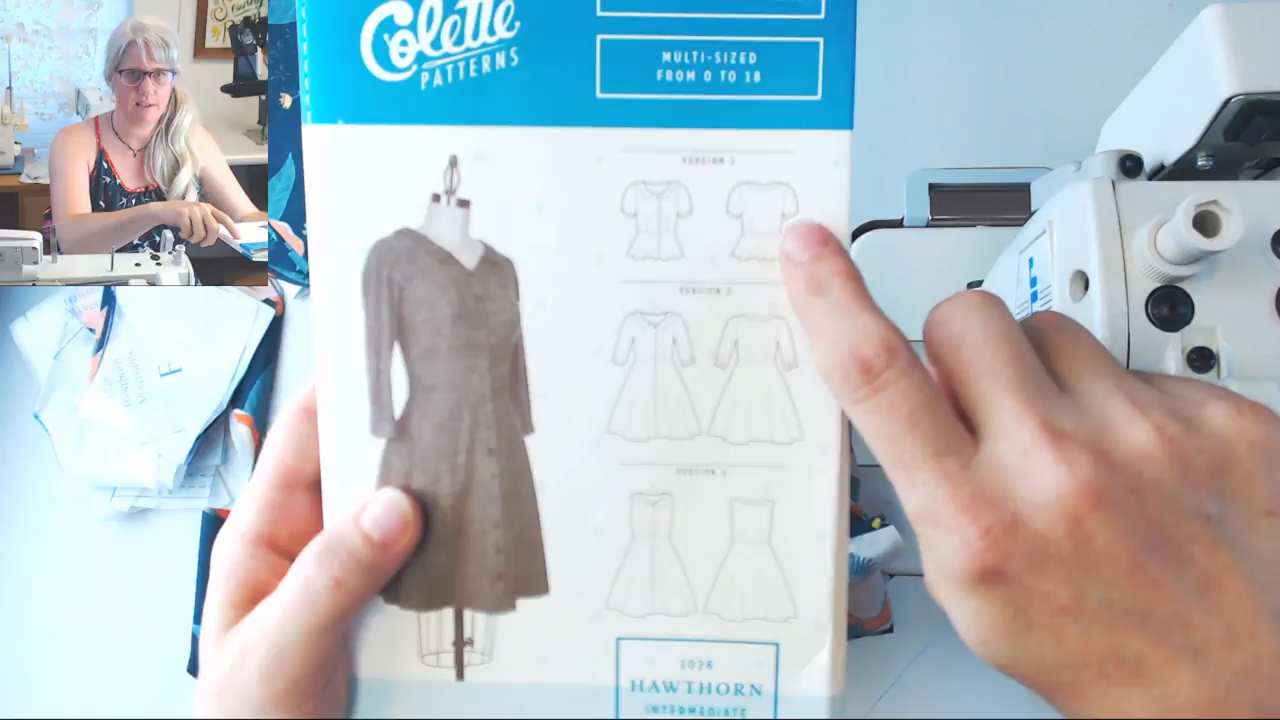 Colette
PATTERNS
MULTI-SIZED
FROM 0 TO 18
VERSION 1
VERSION 2
VERSION 3
1026
HAWTHORN
INTERMEDIATE
H